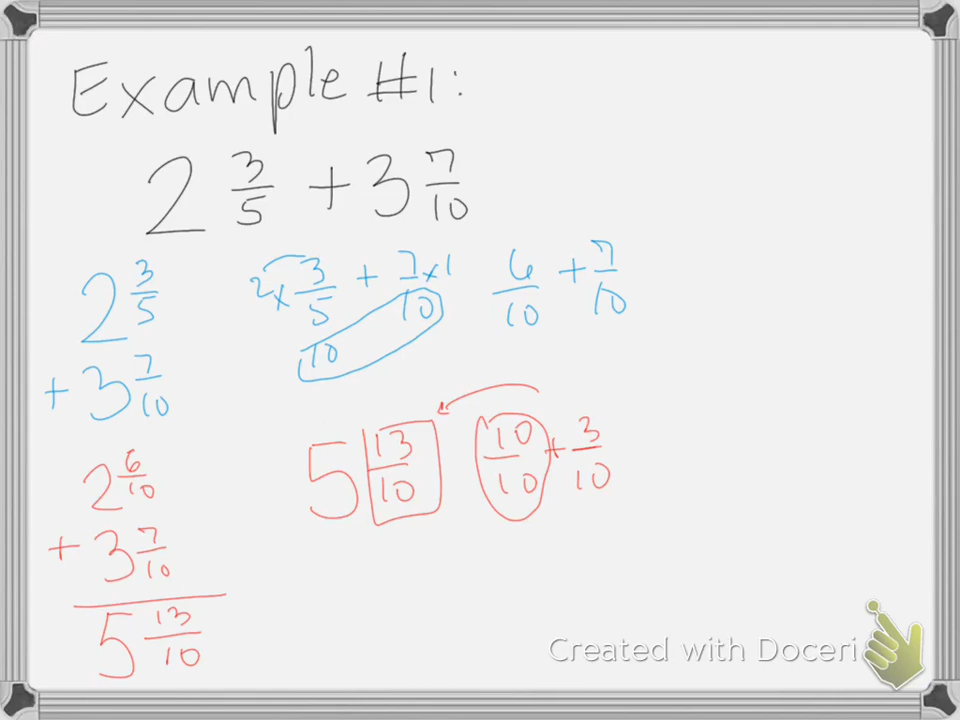 Example #1:
2 3/5 + 3 7/10
2 3/5
+ 3 7/10
2 x 3/5 + 7/10 x 1
10
6/10 + 7/10
2 6/10
+ 3 7/10
5 13/10
5 13/10
10/10 + 3/10
Created with Doceri